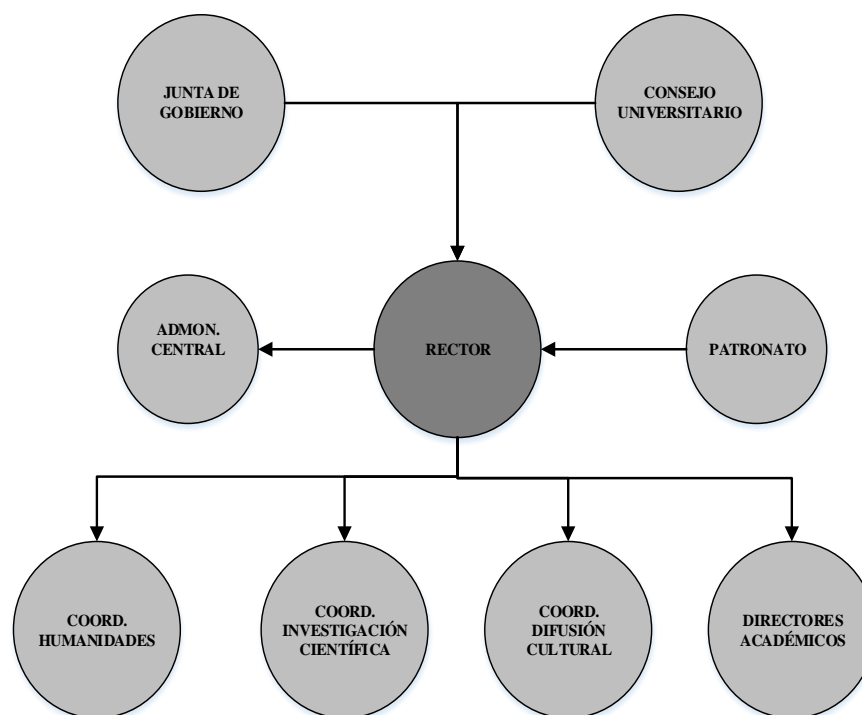 JUNTA DE
GOBIERNO
CONSEJO
UNIVERSITARIO
ADMON.
CENTRAL
RECTOR
PATRONATO
COORD.
HUMANIDADES
COORD.
INVESTIGACIÓN
CIENTÍFICA
COORD.
DIFUSIÓN
CULTURAL
DIRECTORES
ACADÉMICOS